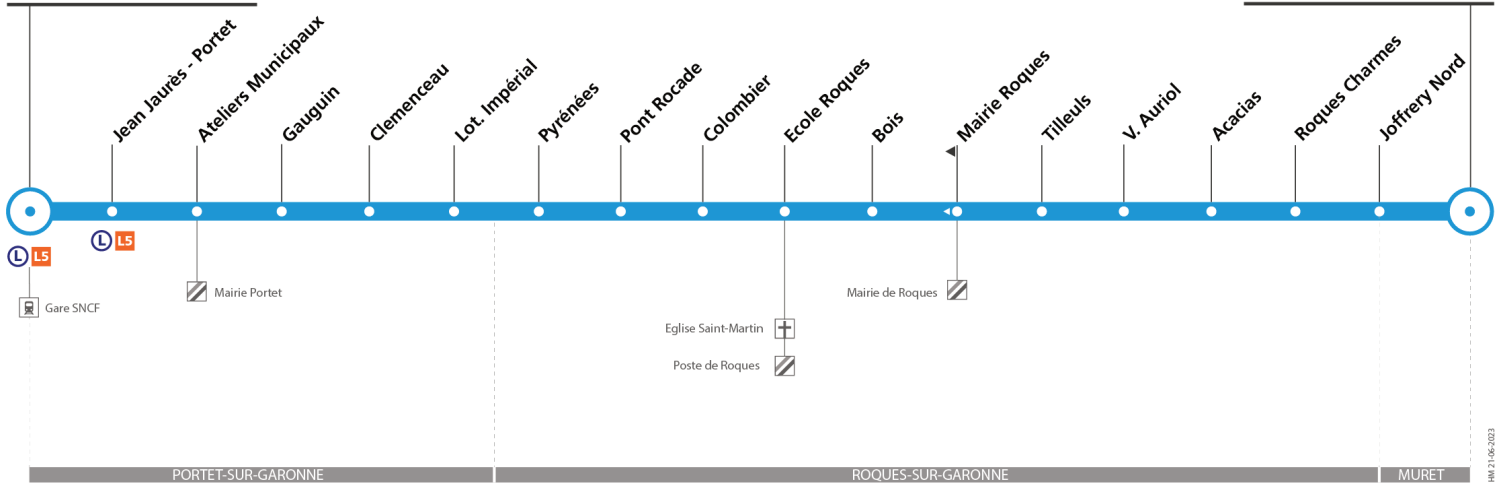 Jean Jaurès - Portet
Ateliers Municipaux
Gauguin
Clemenceau
Lot. Impérial
Pyrénées
Pont Rocade
Colombier
Ecole Roques
Bois
Mairie Roques
Tilleuls
V. Auriol
Acacias
Roques Charmes
Joffrery Nord
L L5
L L5
Gare SNCF
Mairie Portet
Mairie de Roques
Eglise Saint-Martin
Poste de Roques
PORTET-SUR-GARONNE
ROQUES-SUR-GARONNE
MURET
HM 21-06-2023